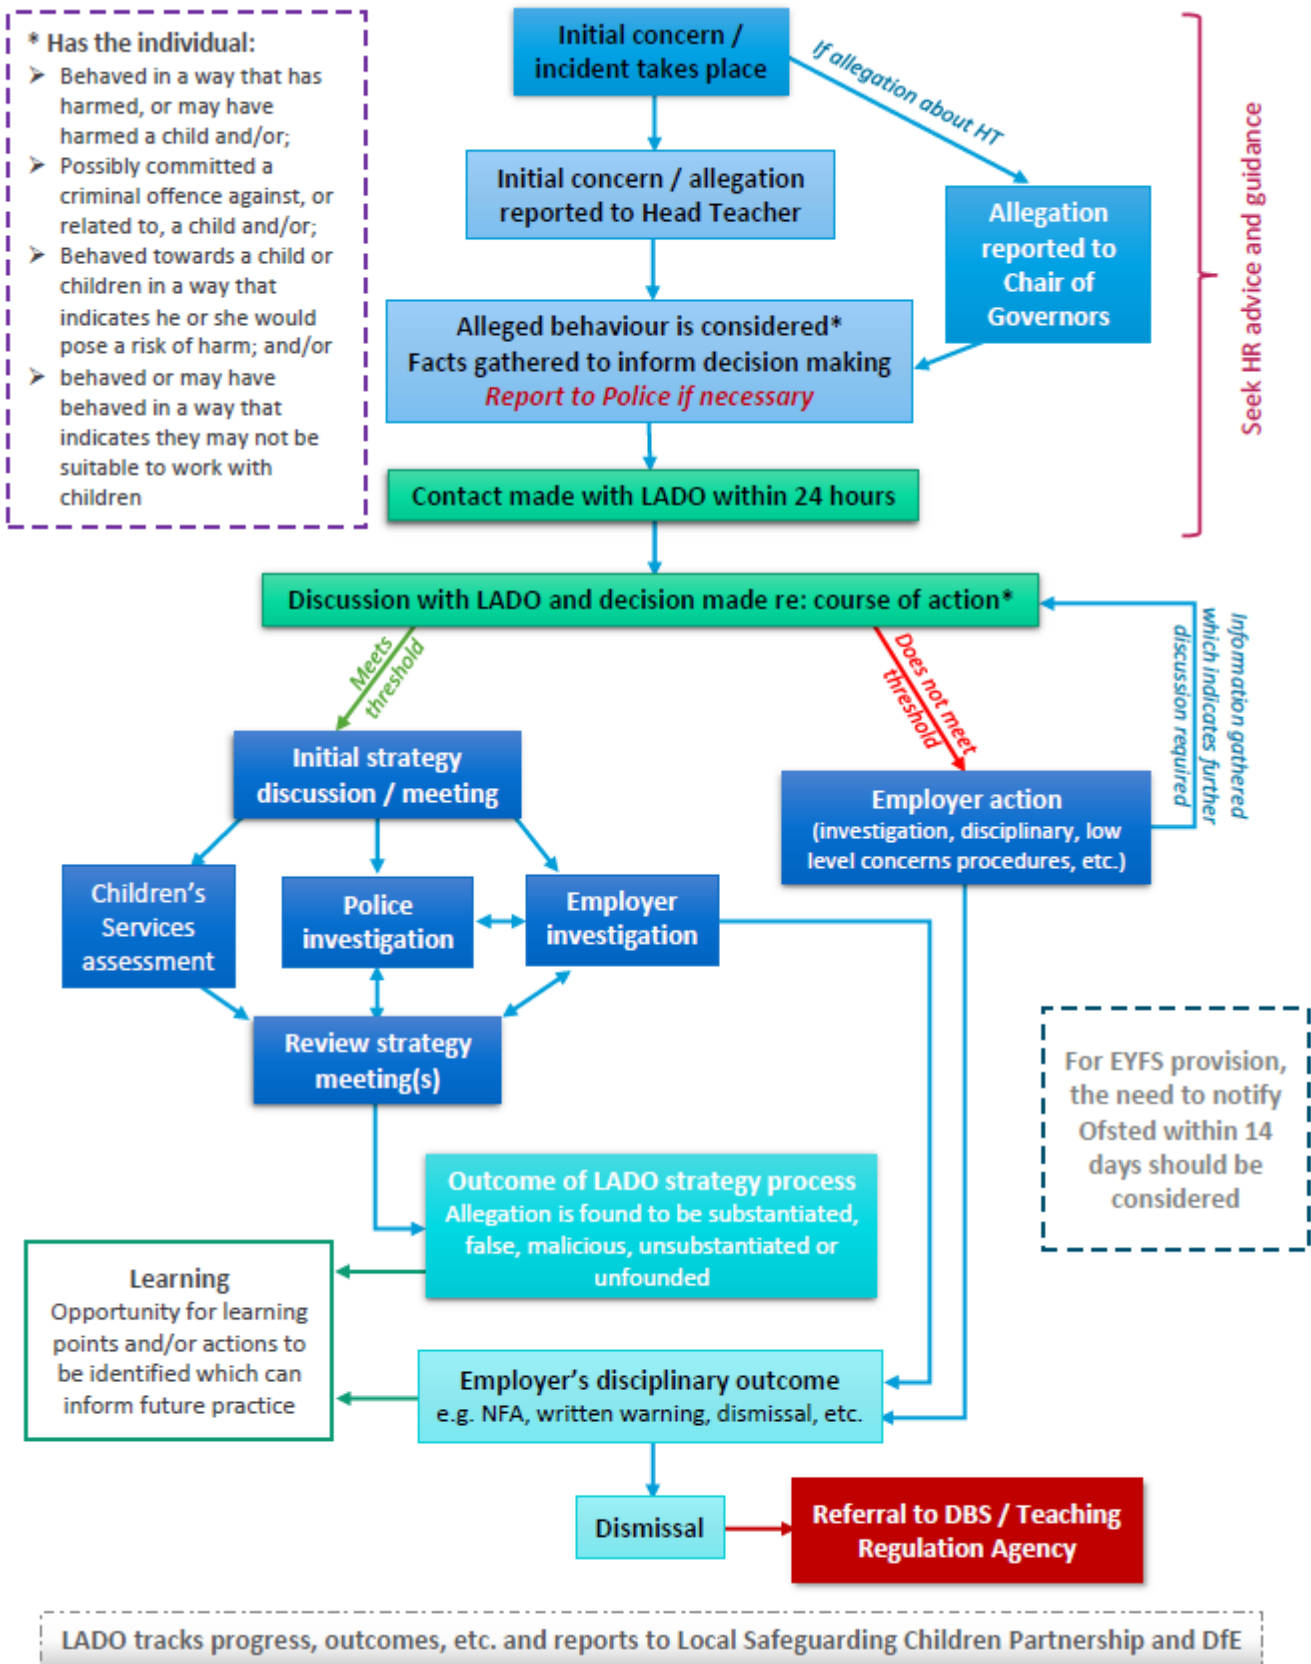 * Has the individual:
➤ Behaved in a way that has
harmed, or may have
harmed a child and/or;
➤ Possibly committed a
criminal offence against, or
related to, a child and/or;
➤ Behaved towards a child or
children in a way that
indicates he or she would
pose a risk of harm; and/or
➤ behaved or may have
behaved in a way that
indicates they may not be
suitable to work with
children
Initial concern /
incident takes place
If allegation about HT
Initial concern / allegation
reported to Head Teacher
Allegation
reported to
Chair of
Governors
Seek HR advice and guidance
Alleged behaviour is considered*
Facts gathered to inform decision making
Report to Police if necessary
Contact made with LADO within 24 hours
Discussion with LADO and decision made re: course of action*
Meets
threshold
Does not meet
threshold
Information gathered
which indicates further
discussion required
Initial strategy
discussion / meeting
Employer action
(investigation, disciplinary, low
level concerns procedures, etc.)
Children's
Services
assessment
Police
investigation
Employer
investigation
Review strategy
meeting(s)
For EYFS provision,
the need to notify
Ofsted within 14
days should be
considered
Outcome of LADO strategy process
Allegation is found to be substantiated,
false, malicious, unsubstantiated or
unfounded
Learning
Opportunity for learning
points and/or actions to
be identified which can
inform future practice
Employer's disciplinary outcome
e.g. NFA, written warning, dismissal, etc.
Dismissal
Referral to DBS / Teaching
Regulation Agency
LADO tracks progress, outcomes, etc. and reports to Local Safeguarding Children Partnership and DfE